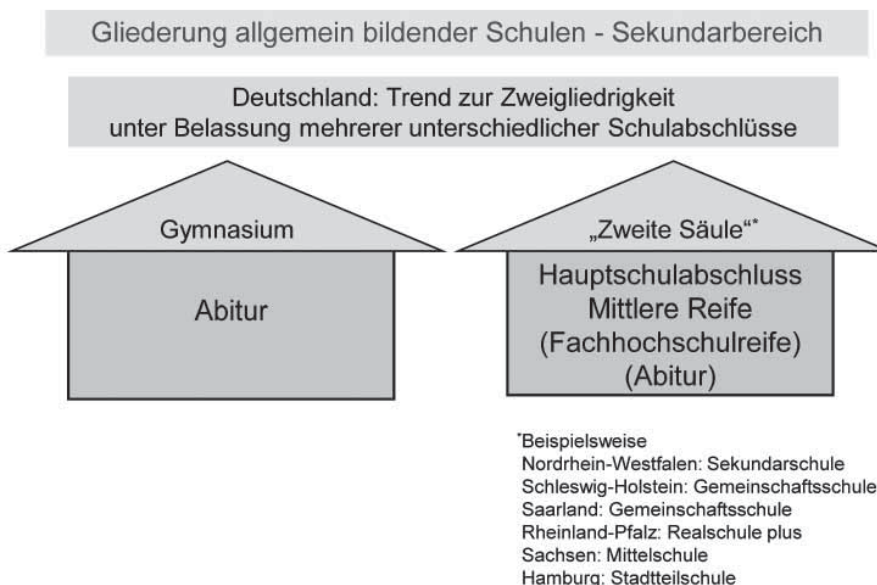 Gliederung allgemein bildender Schulen - Sekundarbereich
Deutschland: Trend zur Zweigliedrigkeit
unter Belassung mehrerer unterschiedlicher Schulabschlüsse
Gymnasium
Abitur
„Zweite Säule“*
Hauptschulabschluss
Mittlere Reife
(Fachhochschulreife)
(Abitur)
*Beispielsweise
Nordrhein-Westfalen: Sekundarschule
Schleswig-Holstein: Gemeinschaftsschule
Saarland: Gemeinschaftsschule
Rheinland-Pfalz: Realschule plus
Sachsen: Mittelschule
Hamburg: Stadtteilschule